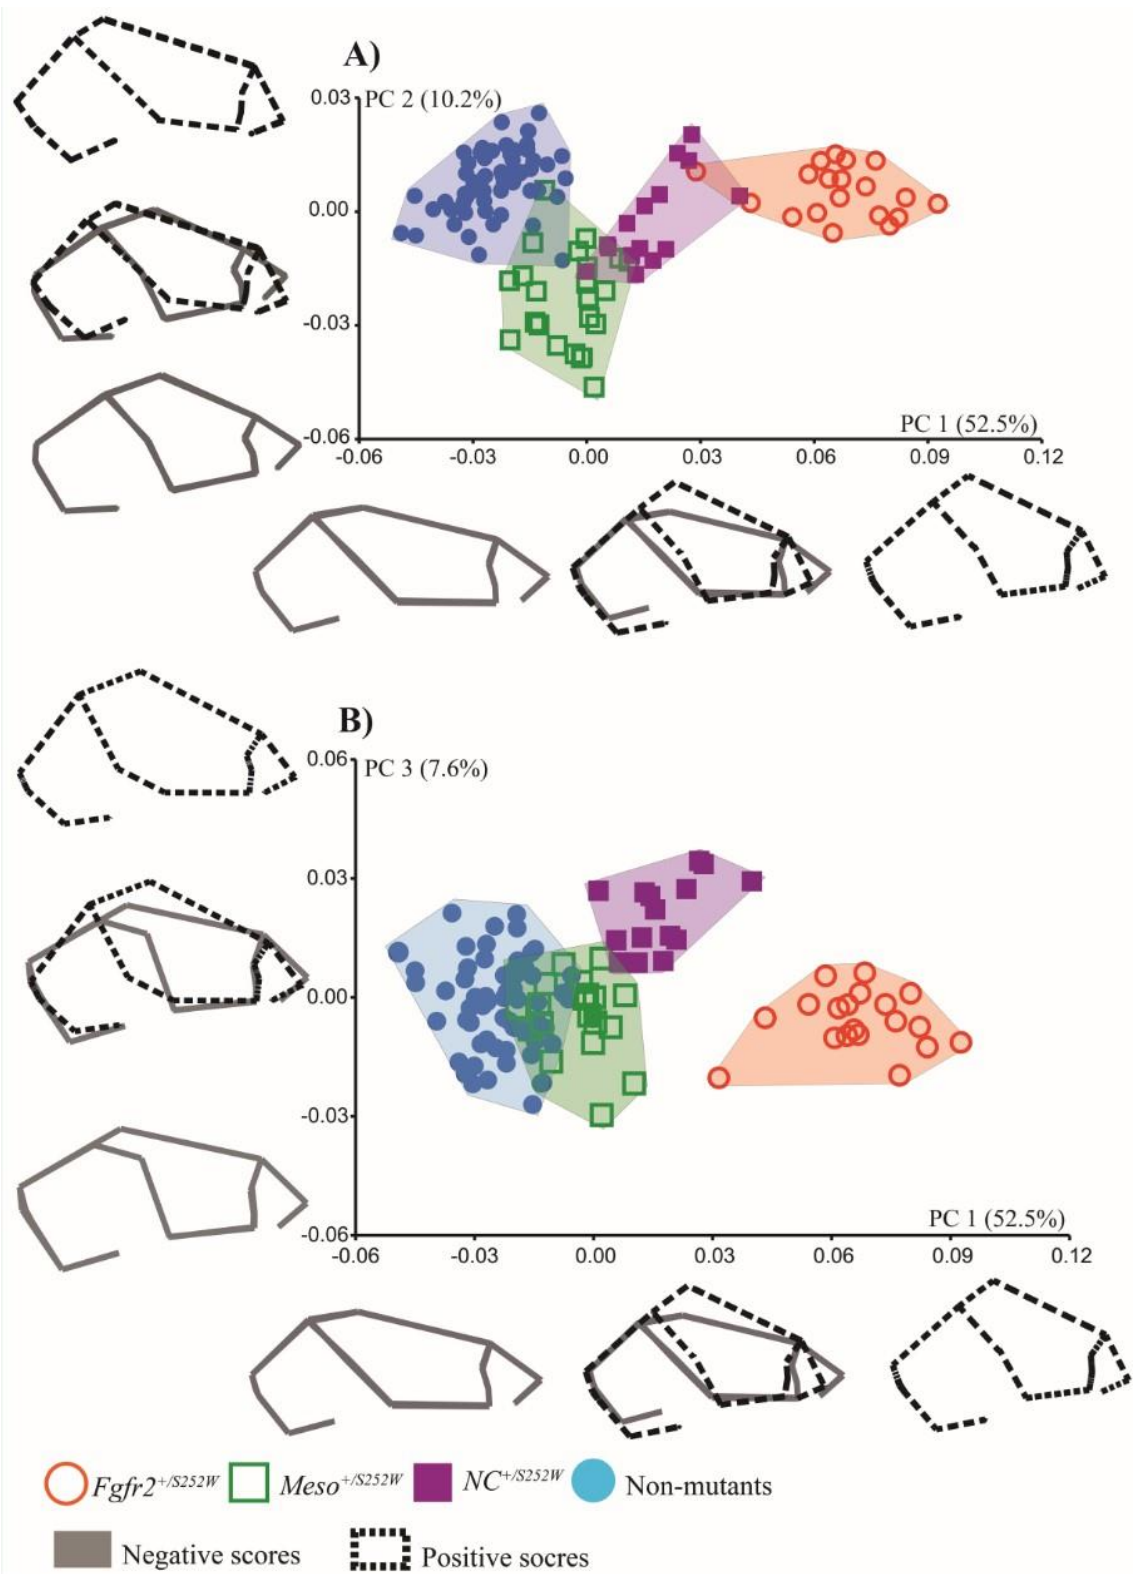 A)
0.03 PC 2 (10.2%)
0.00
-0.03
PC 1 (52.5%)
-0.06
-0.06 -0.03 0.00 0.03 0.06 0.09 0.12
B)
0.06 PC 3 (7.6%)
0.03
0.00
-0.03
PC 1 (52.5%)
-0.06
-0.06 -0.03 0.00 0.03 0.06 0.09 0.12
Fgfr2+/S252W Meso+/S252W NC+/S252W Non-mutants
Negative scores Positive socres